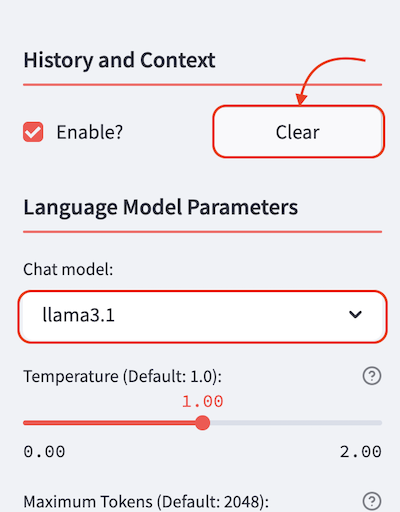 History and Context
Enable?
Clear
Language Model Parameters
Chat model:
llama3.1
Temperature (Default: 1.0):
1.00
0.00
2.00
Maximum Tokens (Default: 2048):